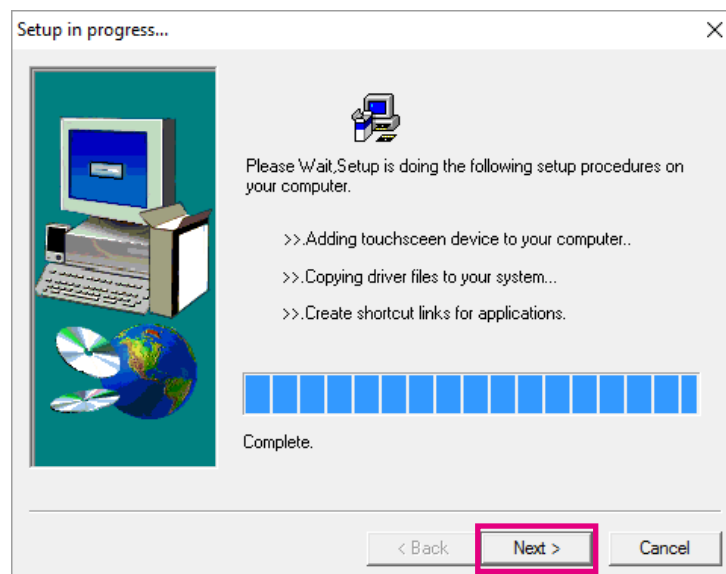 Setup in progress...
Please Wait,Setup is doing the following setup procedures on
your computer.
>>.Adding touchsceen device to your computer..
>>.Copying driver files to your system...
>>.Create shortcut links for applications.
Complete.
< Back
Next >
Cancel